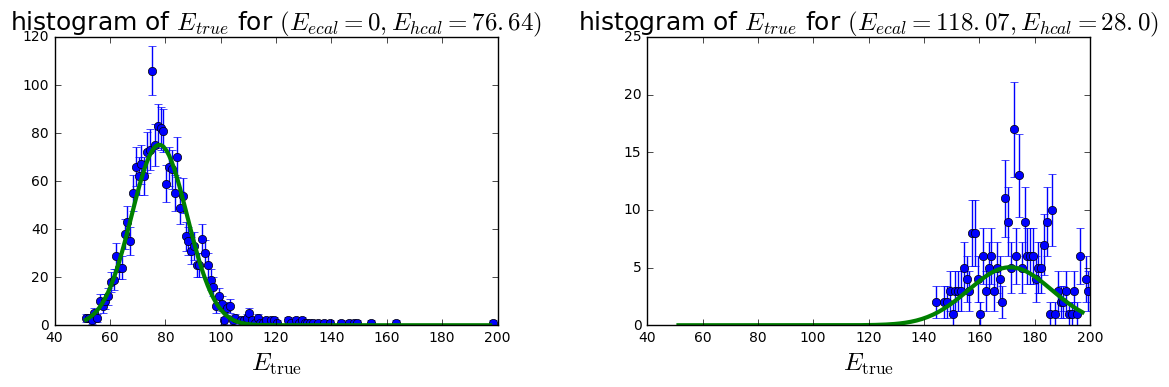 histogram of E_true for (E_ecal = 0, E_hcal = 76.64)
120
100
80
60
40
20
0
40 60 80 100 120 140 160 180 200
E_true
histogram of E_true for (E_ecal = 118.07, E_hcal = 28.0)
25
20
15
10
5
0
40 60 80 100 120 140 160 180 200
E_true